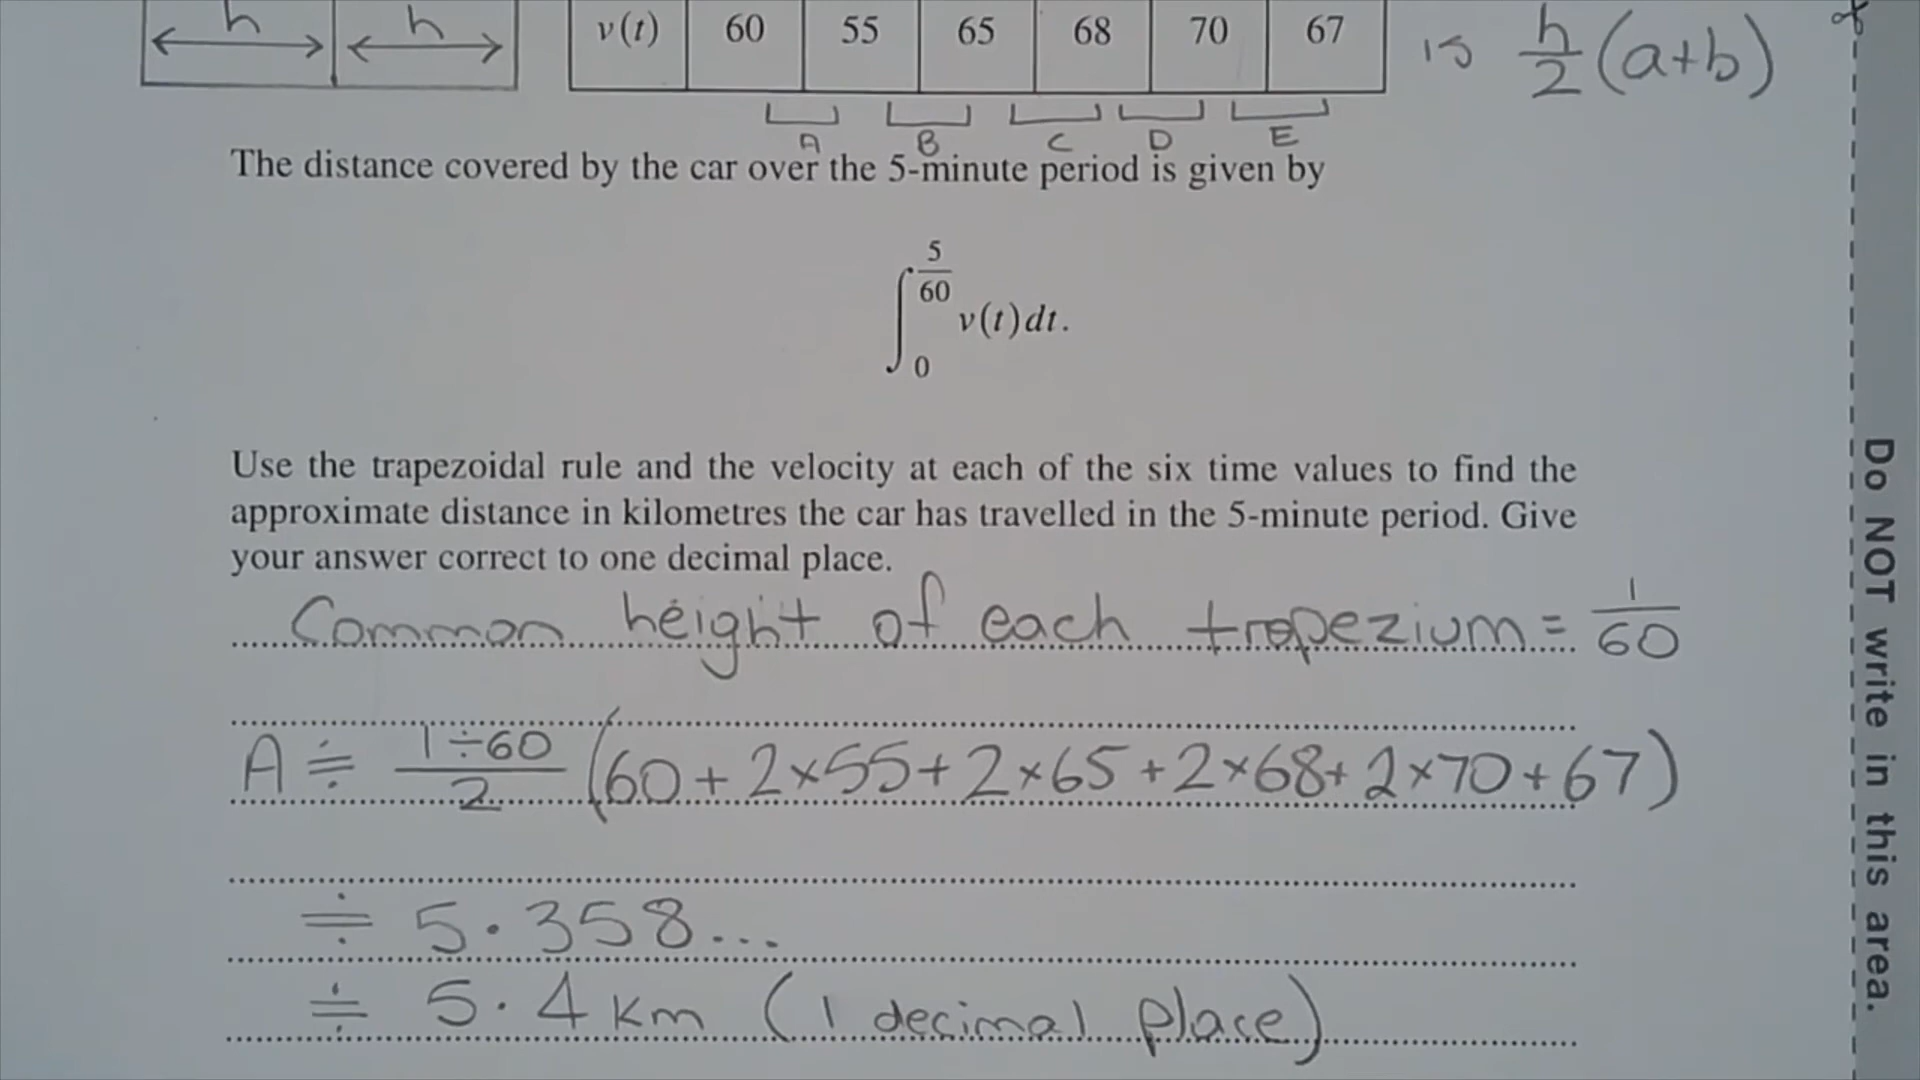 h h
v(t) 60 55 65 68 70 67
is h/2 (a+b)
A B C D E
The distance covered by the car over the 5-minute period is given by
∫₀^(5/60) v(t) dt.
Use the trapezoidal rule and the velocity at each of the six time values to find the
approximate distance in kilometres the car has travelled in the 5-minute period. Give
your answer correct to one decimal place.
Common height of each trapezium = 1/60
A ≑ (1÷60)/2 (60 + 2×55 + 2×65 + 2×68 + 2×70 + 67)
≑ 5.358...
≑ 5.4 km (1 decimal place)
Do NOT write in this area.